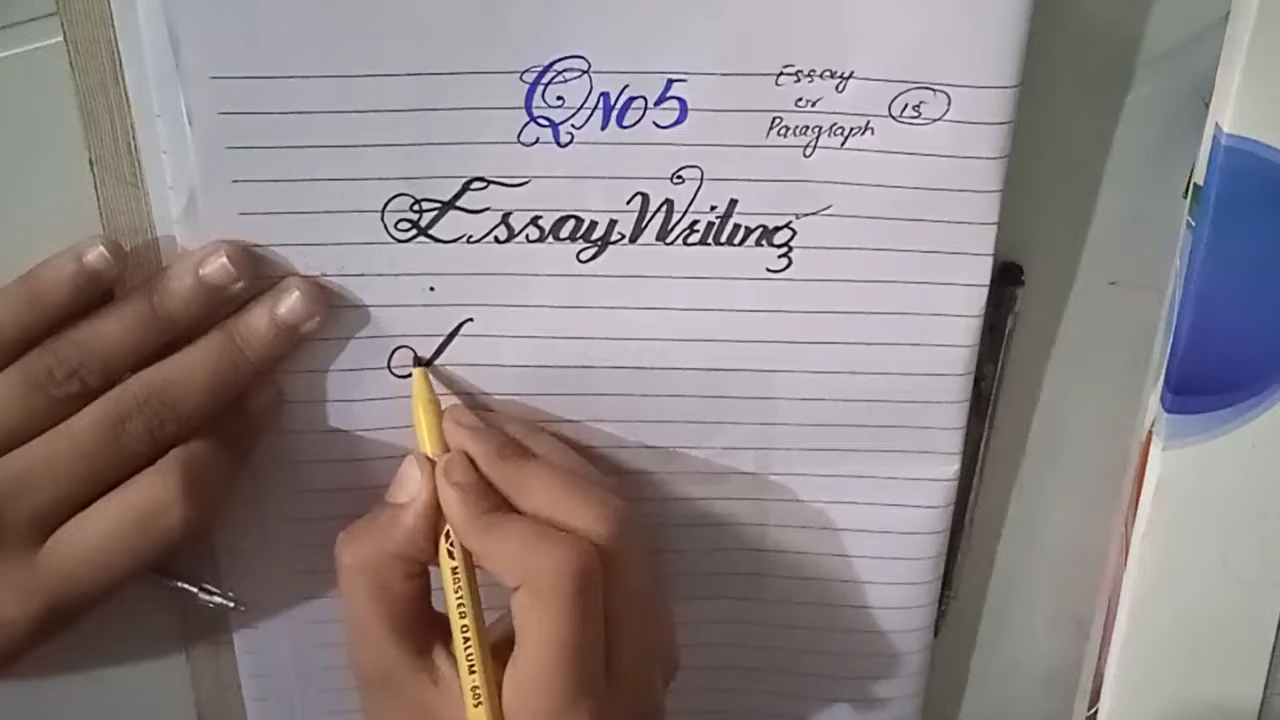 QNo5
Essay
or
Paragraph
15
Essay Writing
MASTER QALUM - 605